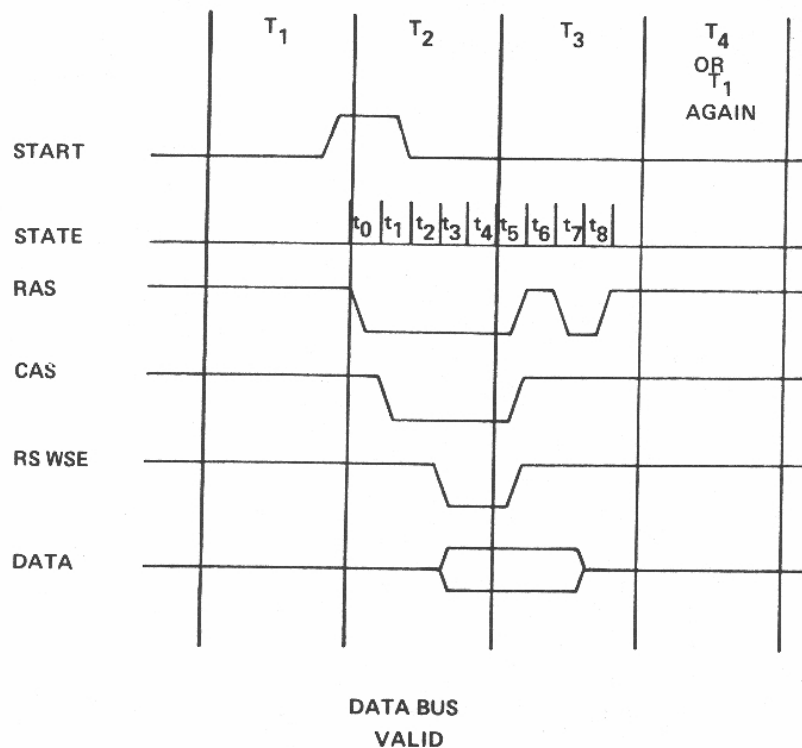 T1 T2 T3 T4
OR
T1
AGAIN
START
STATE t0 t1 t2 t3 t4 t5 t6 t7 t8
RAS
CAS
RS WSE
DATA
DATA BUS
VALID